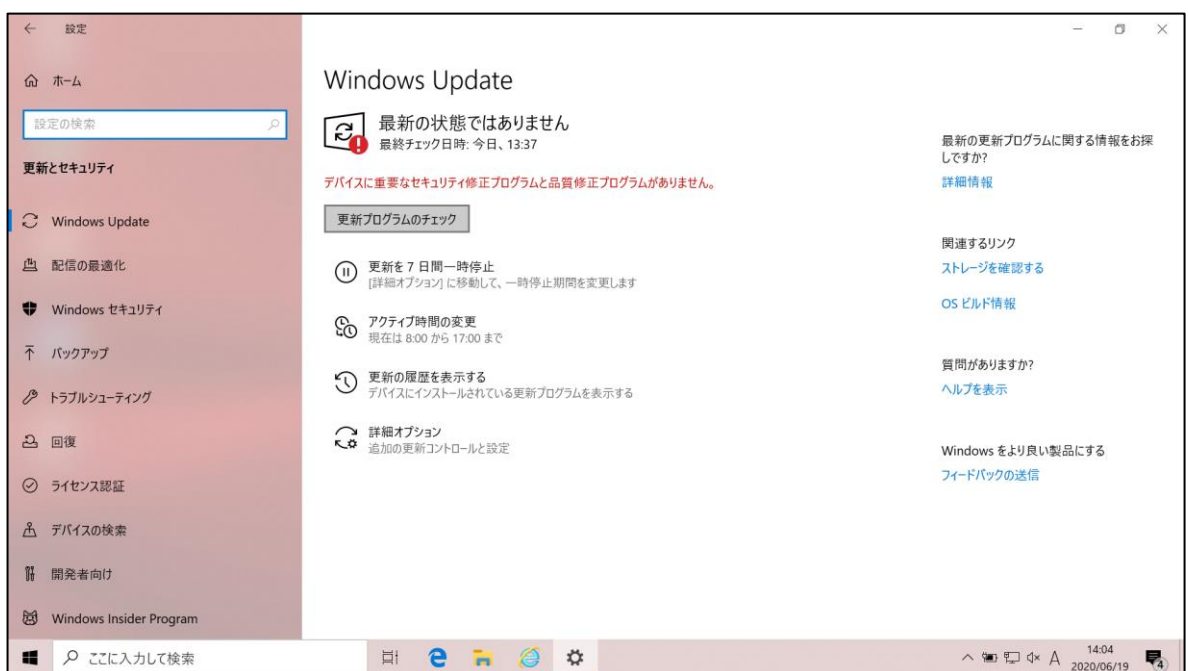 設定
ホーム
設定の検索
更新とセキュリティ
Windows Update
配信の最適化
Windows セキュリティ
バックアップ
トラブルシューティング
回復
ライセンス認証
デバイスの検索
開発者向け
Windows Insider Program
Windows Update
最新の状態ではありません
最終チェック日時: 今日、13:37
デバイスに重要なセキュリティ修正プログラムと品質修正プログラムがありません。
更新プログラムのチェック
更新を 7 日間一時停止
[詳細オプション] に移動して、一時停止期間を変更します
アクティブ時間の変更
現在は 8:00 から 17:00 まで
更新の履歴を表示する
デバイスにインストールされている更新プログラムを表示する
詳細オプション
追加の更新コントロールと設定
最新の更新プログラムに関する情報をお探
しですか?
詳細情報
関連するリンク
ストレージを確認する
OS ビルド情報
質問がありますか?
ヘルプを表示
Windows をより良い製品にする
フィードバックの送信
ここに入力して検索
A
14:04
2020/06/19
4